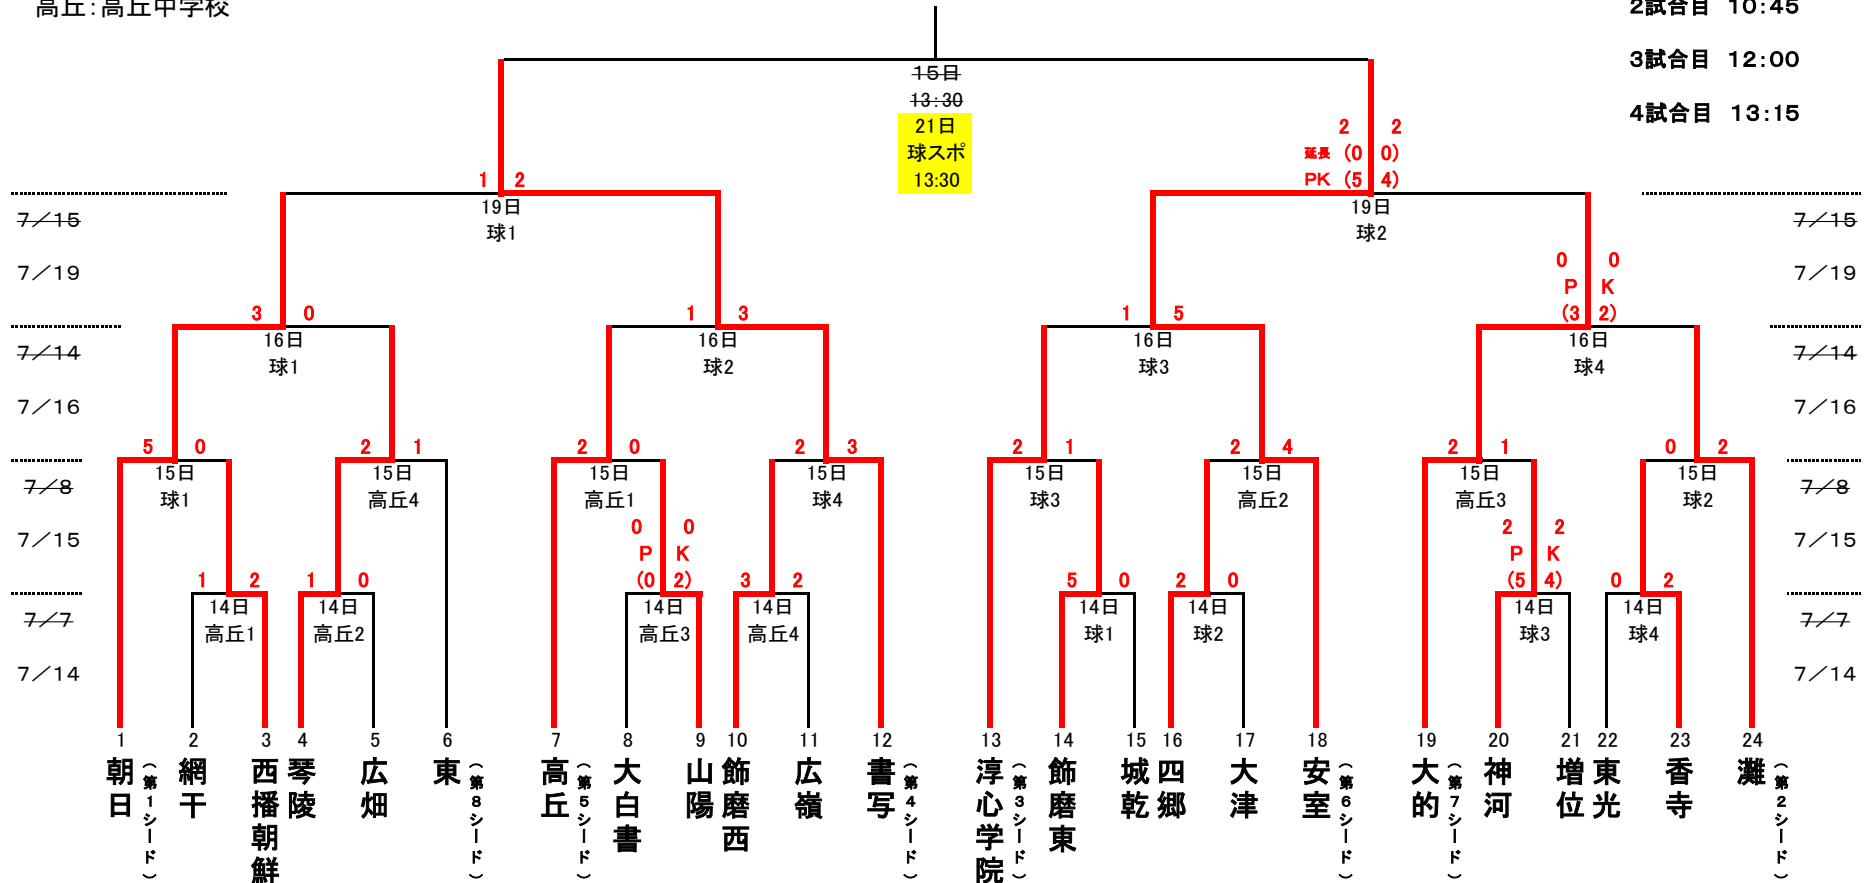 高丘：高丘中学校
2試合目 10：45
3試合目 12：00
4試合目 13：15
15日
13：30
21日
球スポ
13:30
2 2
延長 (0 0)
PK (5 4)
1 2
19日
球1
19日
球2
7／15
7／19
7／15
7／19
0 0
P K
(3 2)
3 0
16日
球1
1 3
16日
球2
1 5
16日
球3
16日
球4
7／14
7／16
7／14
7／16
5 0
15日
球1
2 1
15日
高丘4
2 0
15日
高丘1
2 3
15日
球4
2 1
15日
球3
2 4
15日
高丘2
2 1
15日
高丘3
0 2
15日
球2
7／8
7／15
7／8
7／15
0 0
P K
(0 2)
2 2
P K
(5 4)
1 2
14日
高丘1
1 0
14日
高丘2
14日
高丘3
3 2
14日
高丘4
5 0
14日
球1
2 0
14日
球2
14日
球3
0 2
14日
球4
7／7
7／14
7／7
7／14
1 朝日 （第1シード）
2 網干
3 西播朝鮮
4 琴陵
5 広畑
6 東 （第8シード）
7 高丘 （第5シード）
8 大白書
9 山陽
10 飾磨西
11 広嶺
12 書写 （第4シード）
13 淳心学院 （第3シード）
14 飾磨東
15 城乾
16 四郷
17 大津
18 安室 （第6シード）
19 大的 （第7シード）
20 神河
21 増位
22 東光
23 香寺
24 灘 （第2シード）